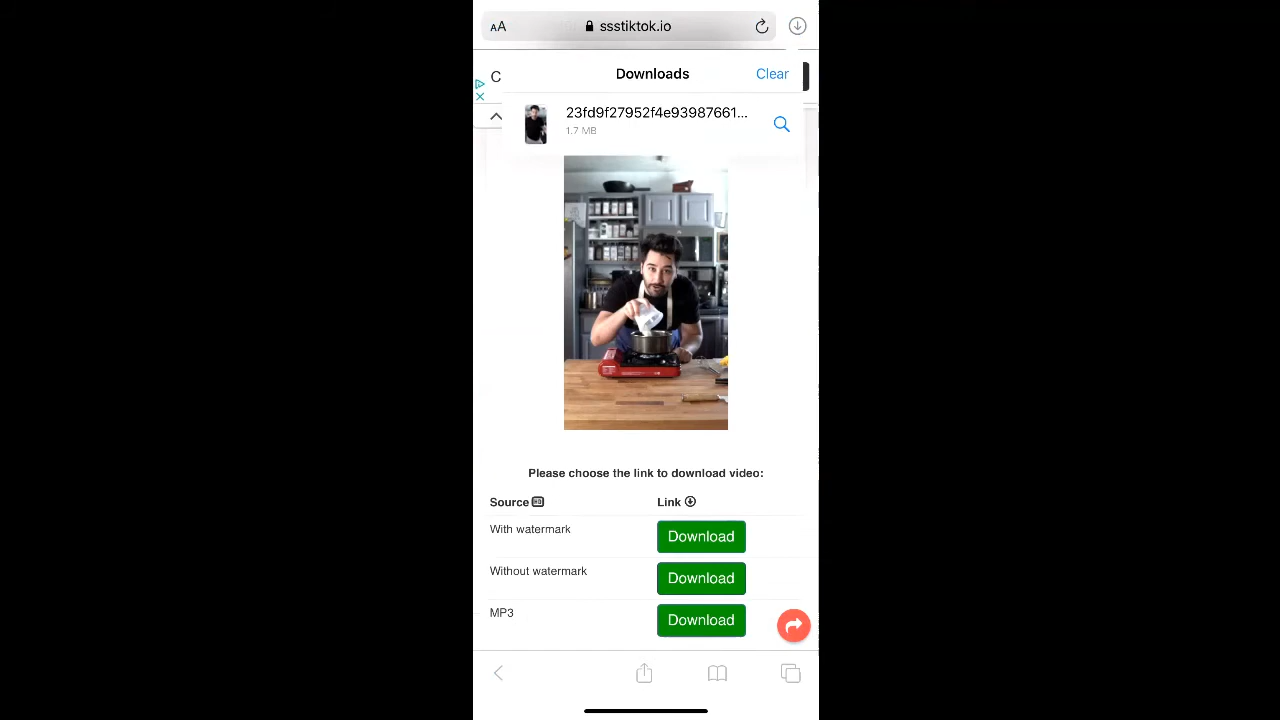 AA ssstiktok.io
Downloads Clear
C
23fd9f27952f4e93987661...
1.7 MB
Please choose the link to download video:
Source Link
With watermark Download
Without watermark Download
MP3 Download